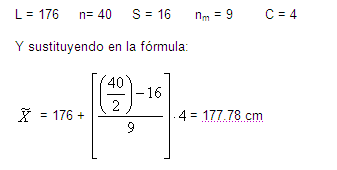 L = 176 n= 40 S = 16 nₘ = 9 C = 4
Y sustituyendo en la fórmula:
X̃ = 176 + [((40/2) − 16)/9] · 4 = 177.78 cm